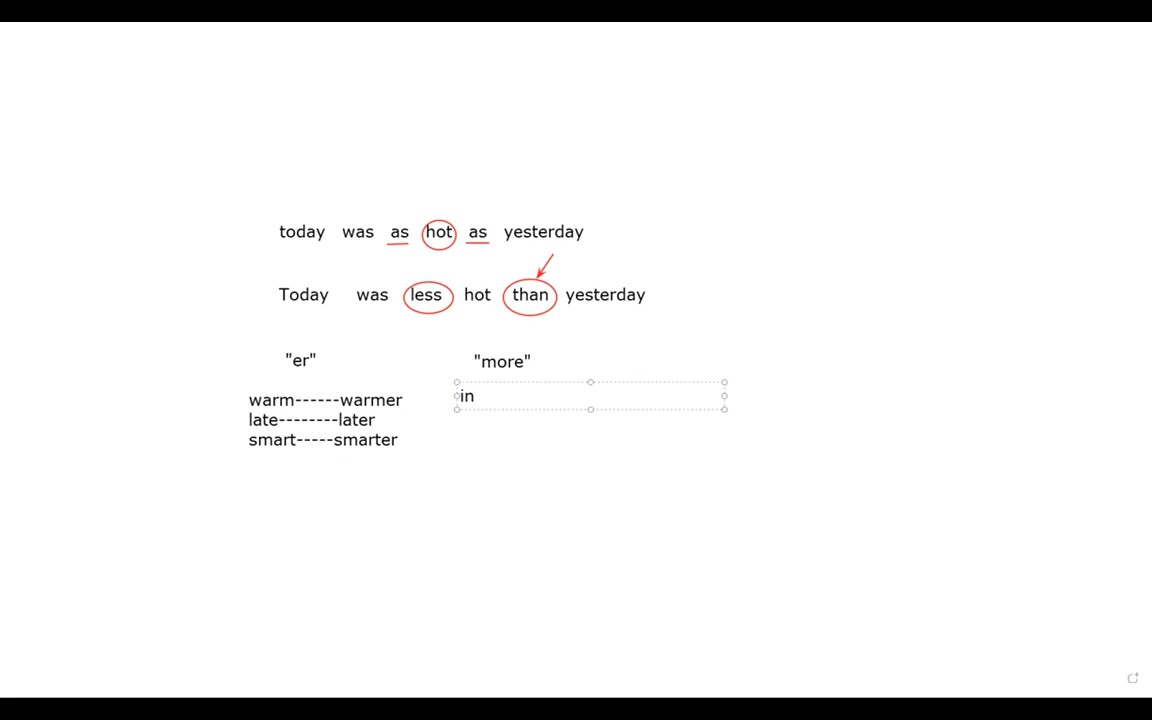 today was as hot as yesterday
Today was less hot than yesterday
"er" "more"
in
warm------warmer
late--------later
smart-----smarter